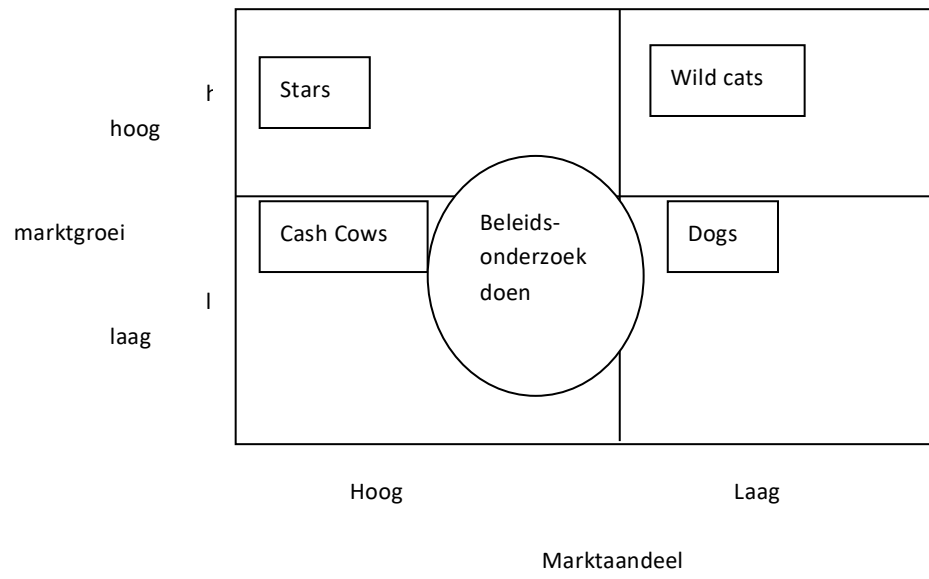 Stars
Wild cats
h
hoog
marktgroei
Cash Cows
Beleids-
onderzoek
doen
Dogs
l
laag
Hoog
Laag
Marktaandeel